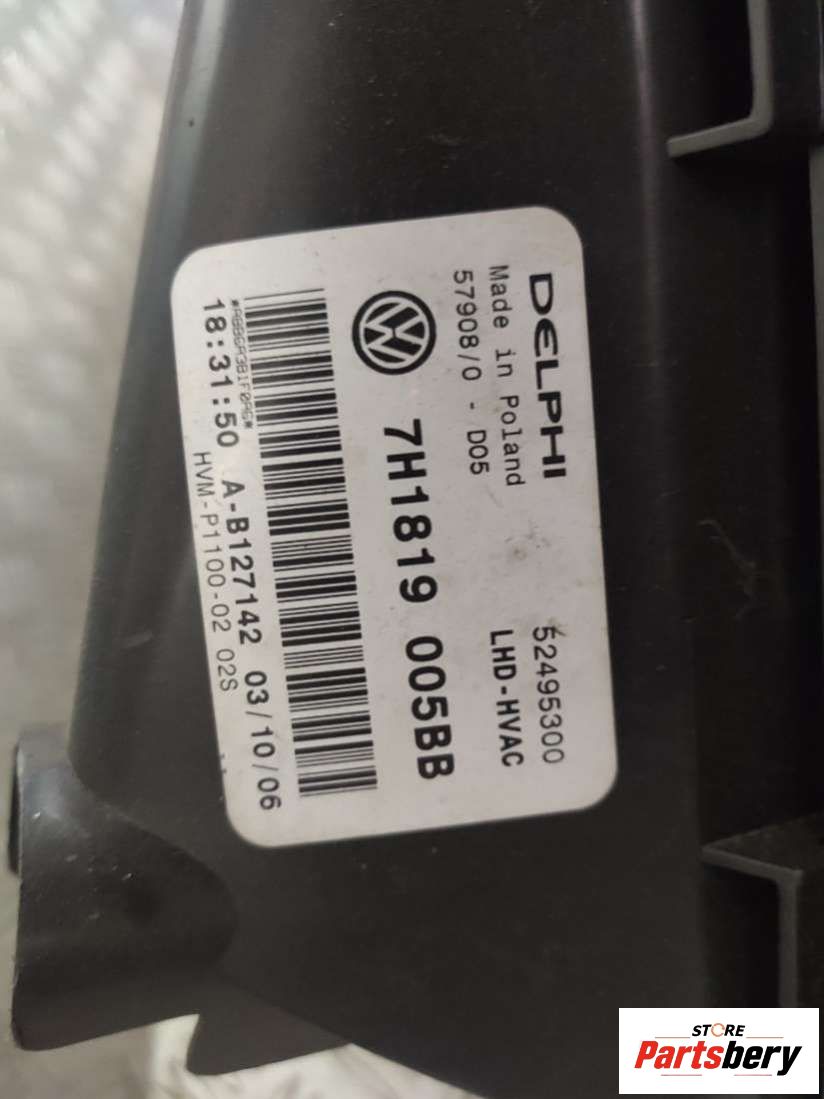 DELPHI
52495300
Made in Poland
LHD-HVAC
57908/0 - D05
7H1819 005BB
18:31:50 A-B127142 03/10/06
HVM-P1100-02 02S
STORE
Partsbery